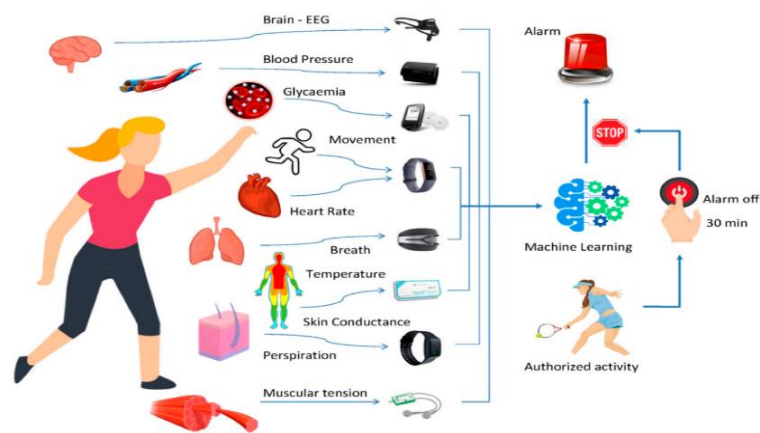 Brain - EEG
Blood Pressure
Glycaemia
Movement
Heart Rate
Breath
Temperature
Skin Conductance
Perspiration
Muscular tension
Alarm
STOP
Alarm off
30 min
Machine Learning
Authorized activity